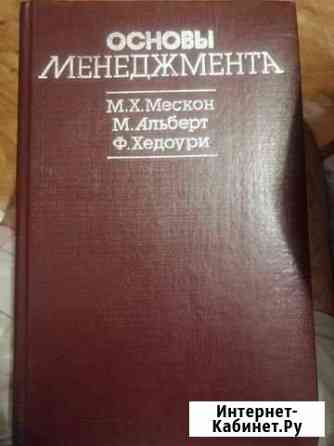 ОСНОВЫ
МЕНЕДЖМЕНТА
М.Х.Мескон
М.Альберт
Ф.Хедоури
Интернет-
Кабинет.Ру